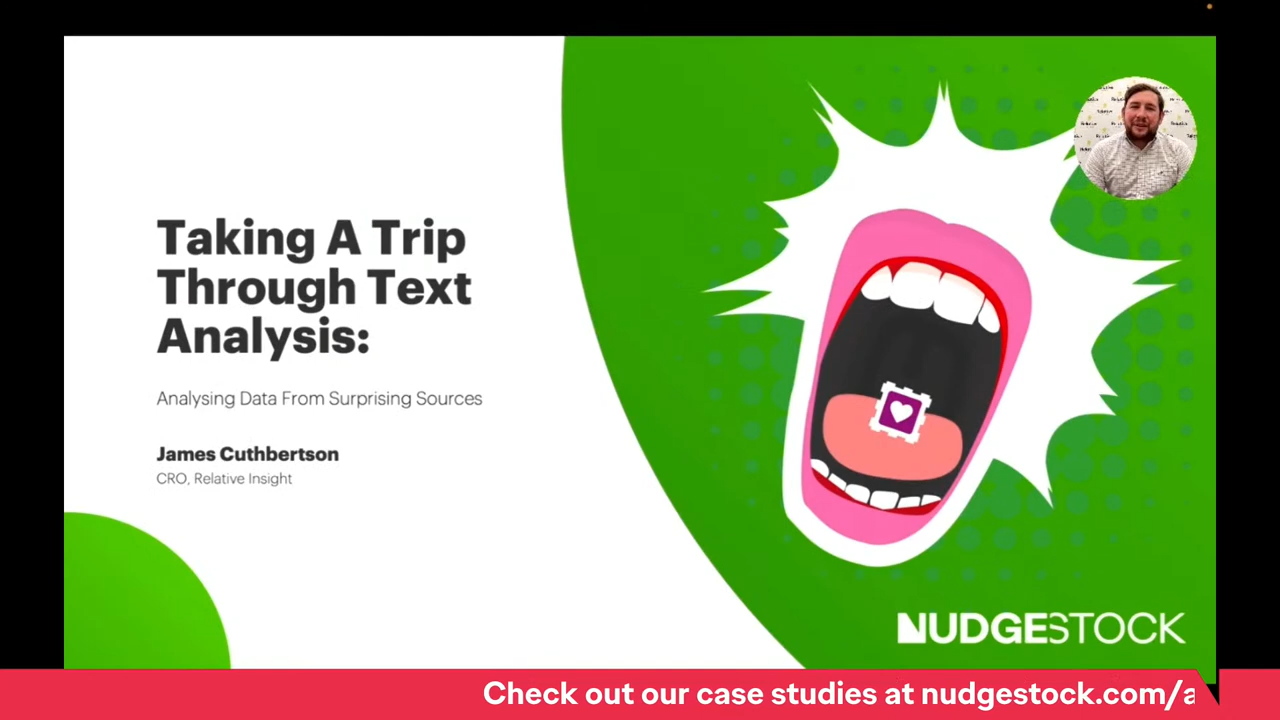 Taking A Trip
Through Text
Analysis:
Analysing Data From Surprising Sources
James Cuthbertson
CRO, Relative Insight
NUDGESTOCK
Check out our case studies at nudgestock.com/a